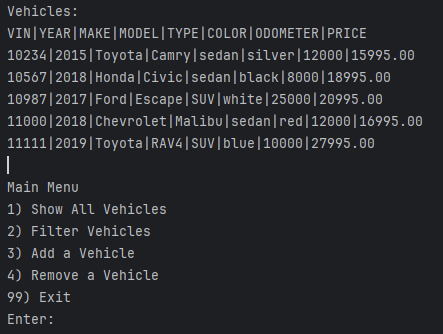 Vehicles:
VIN|YEAR|MAKE|MODEL|TYPE|COLOR|ODOMETER|PRICE
10234|2015|Toyota|Camry|sedan|silver|12000|15995.00
10567|2018|Honda|Civic|sedan|black|8000|18995.00
10987|2017|Ford|Escape|SUV|white|25000|20995.00
11000|2018|Chevrolet|Malibu|sedan|red|12000|16995.00
11111|2019|Toyota|RAV4|SUV|blue|10000|27995.00
Main Menu
1) Show All Vehicles
2) Filter Vehicles
3) Add a Vehicle
4) Remove a Vehicle
99) Exit
Enter: